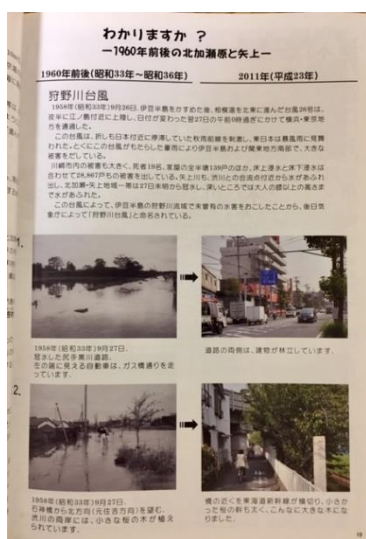 わかりますか ?
ー1960年前後の北加瀬原と矢上ー
1960年前後(昭和33年～昭和36年)
2011年(平成23年)
狩野川台風
1958年(昭和33年)9月26日、伊豆半島をかすめた後、相模湾を北東に進んだ台風26号は、
夜半に江ノ島付近に上陸し、日付が変わった翌27日の午前0時過ぎにかけて横浜・東京地
方を通過した。
この台風は、折しも日本付近に停滞していた秋雨前線を刺激し、東日本は暴風雨に見舞
われた。とくにこの台風がもたらした豪雨により伊豆半島および関東地方南部で、大きな
被害をだしている。
川崎市内の被害も大きく、死者19名、家屋の全半壊139戸のほか、床上浸水と床下浸水は
合わせて28,867戸もの被害を出している。矢上川も、渋川との合流点付近から水があふれ
出し、北加瀬・矢上地域一帯は27日未明から冠水し、深いところでは大人の膝以上の高さま
で水があふれた。
この台風によって、伊豆半島の狩野川流域で未曽有の水害をおこしたことから、後日気
象庁によって「狩野川台風」と命名されている。
1.
1958年(昭和33年)9月27日、
冠水した尻手黒川道路。
左の端に見える自動車は、ガス橋通りを走
っています。
道路の両側は、建物が林立しています。
2.
1958年(昭和33年)9月27日、
石神橋から北方向(元住吉方向)を望む。
渋川の両岸には、小さな桜の木が植え
られています。
橋の近くを東海道新幹線が横切り、小さか
った桜の幹も太く、こんなに大きな木にな
りました。